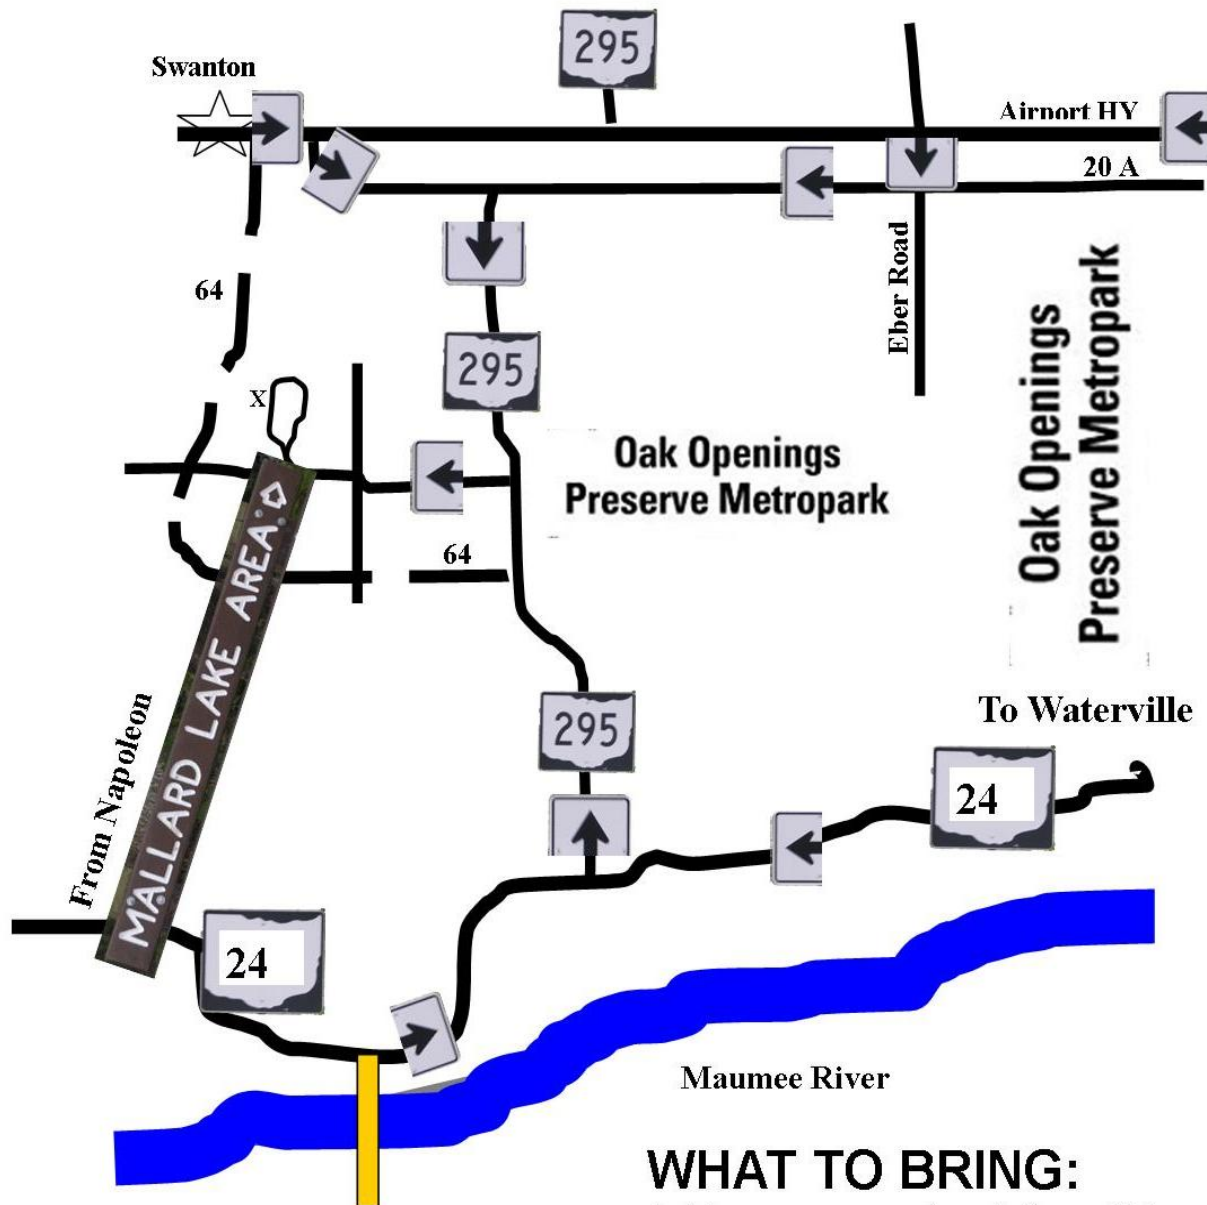 295
Swanton
Airport HY
20 A
64
Eber Road
295
X
Oak Openings
Preserve Metropark
Oak Openings
Preserve Metropark
64
MALLARD LAKE AREA
From Napoleon
295
To Waterville
24
24
Maumee River
WHAT TO BRING: